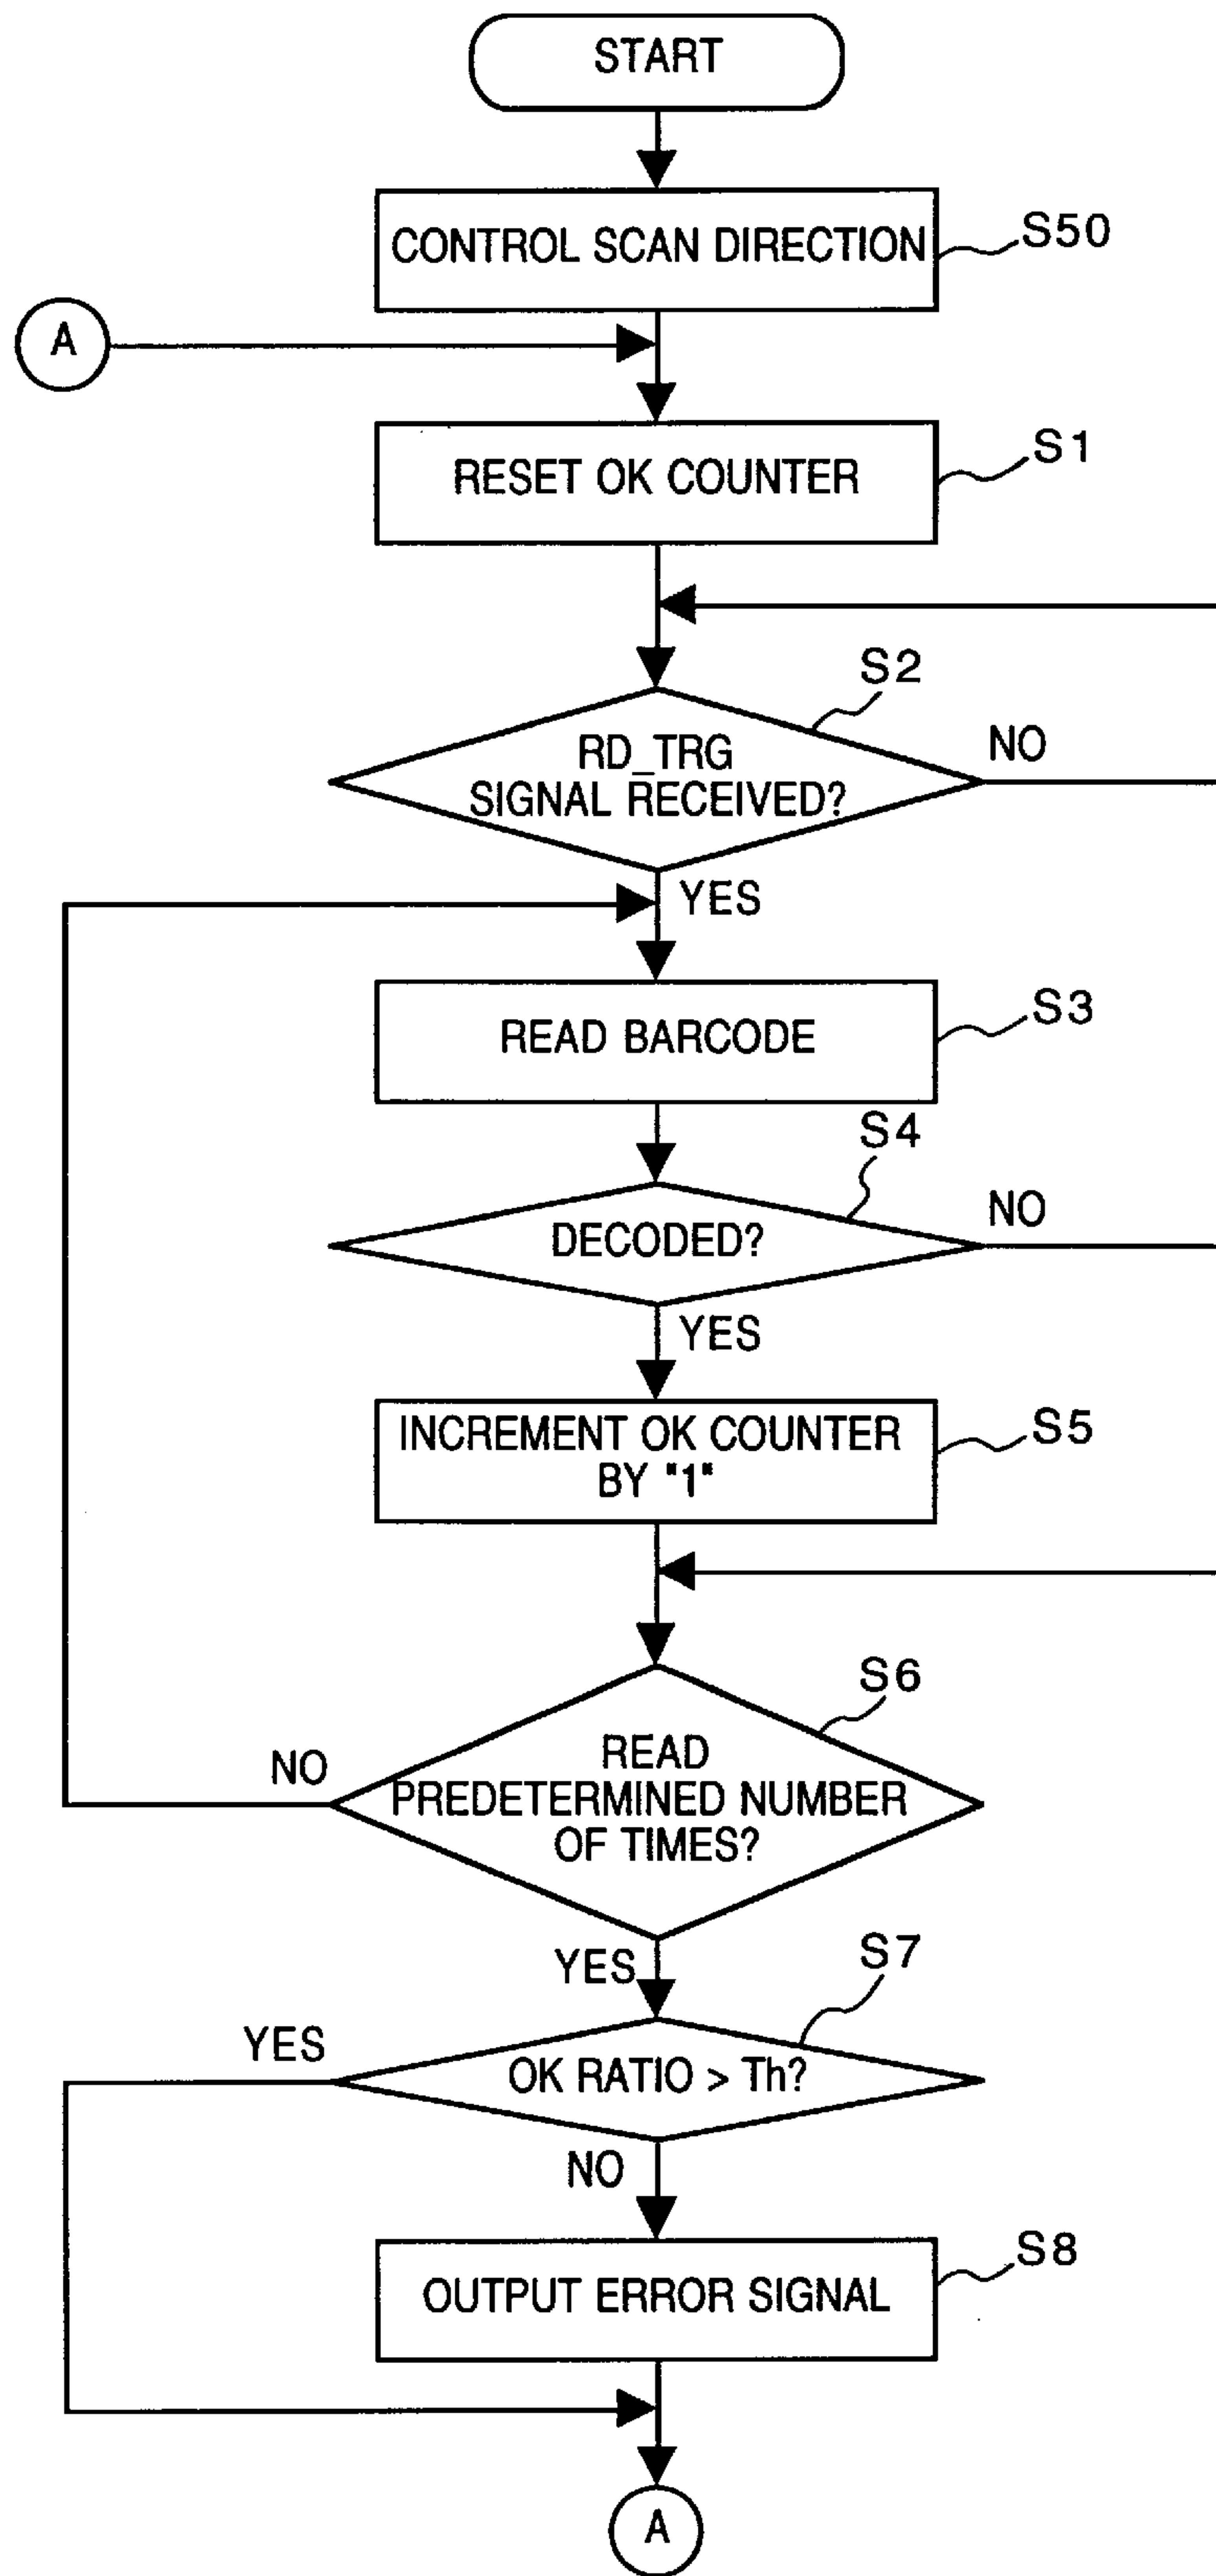 START
CONTROL SCAN DIRECTION
S50
A
RESET OK COUNTER
S1
S2
RD_TRG
SIGNAL RECEIVED?
NO
YES
READ BARCODE
S3
S4
DECODED?
NO
YES
INCREMENT OK COUNTER
BY "1"
S5
S6
READ
PREDETERMINED NUMBER
OF TIMES?
NO
YES
S7
OK RATIO > Th?
YES
NO
OUTPUT ERROR SIGNAL
S8
A